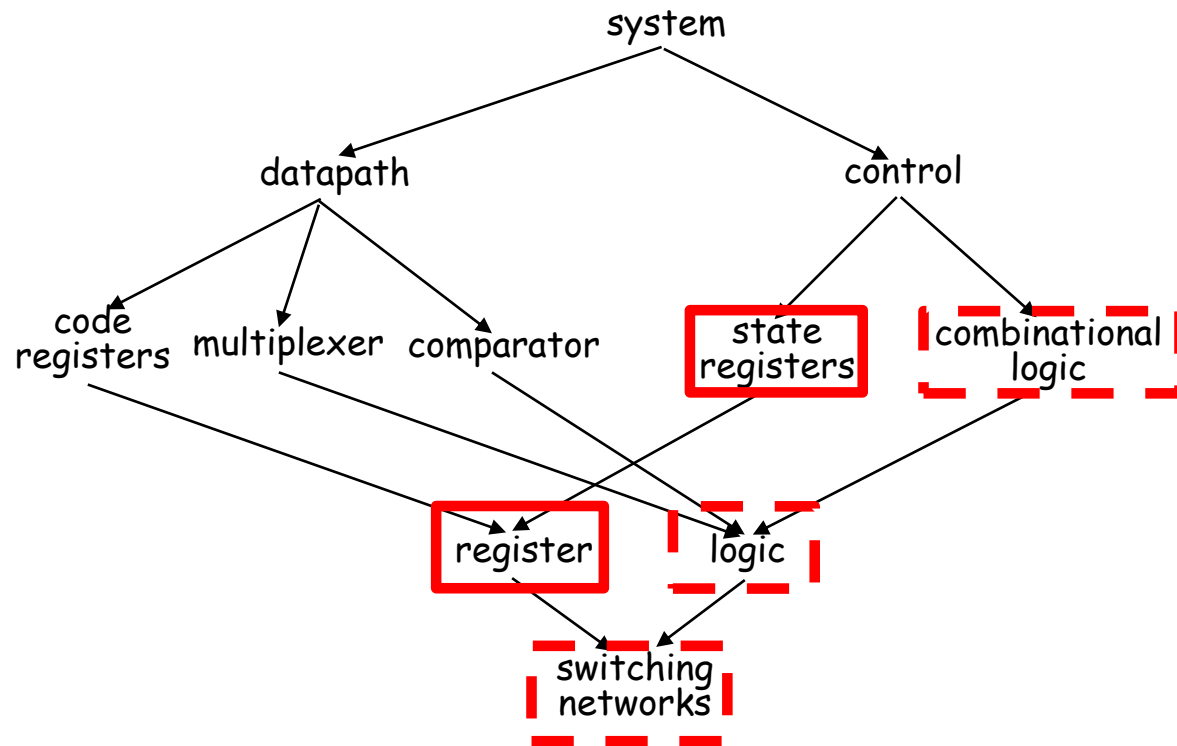 system
datapath
control
code
registers
multiplexer
comparator
state
registers
combinational
logic
register
logic
switching
networks